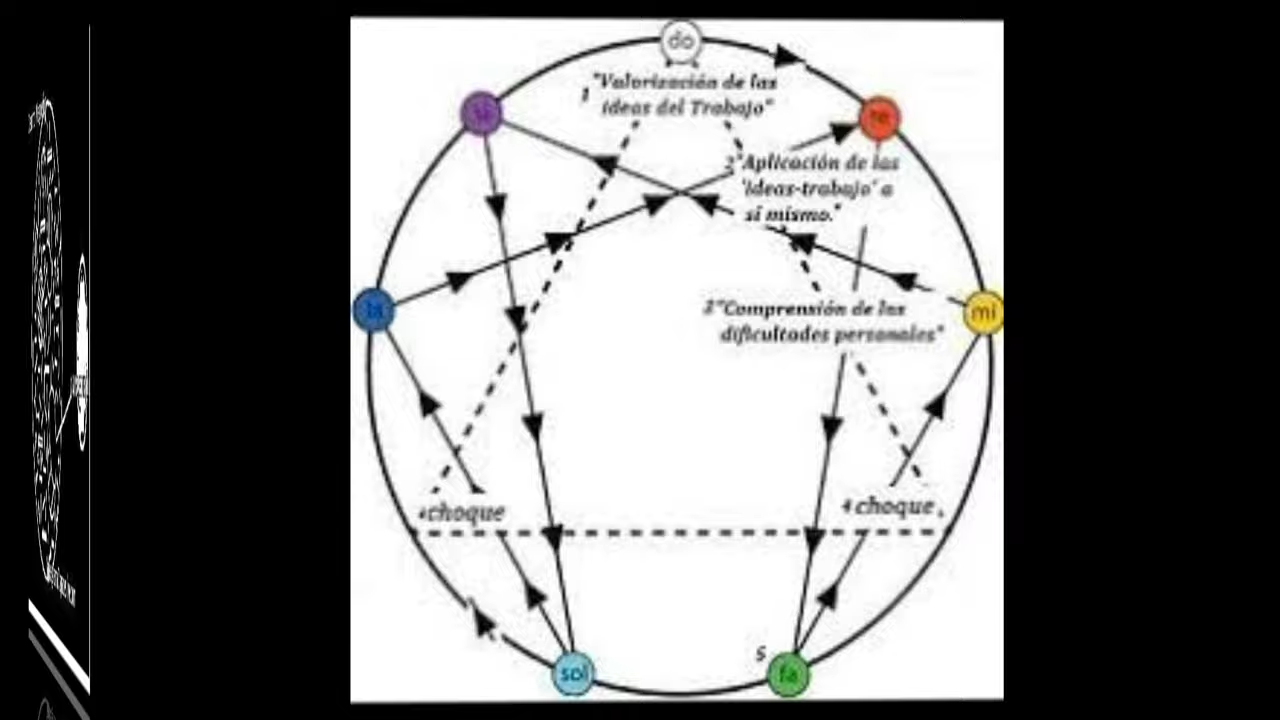 do
1 "Valorización de las
ideas del Trabajo"
si
re
2 "Aplicación de las
'ideas-trabajo' a
sí mismo."
la
mi
3 "Comprensión de las
dificultades personales"
choque
4 choque
5
sol
fa